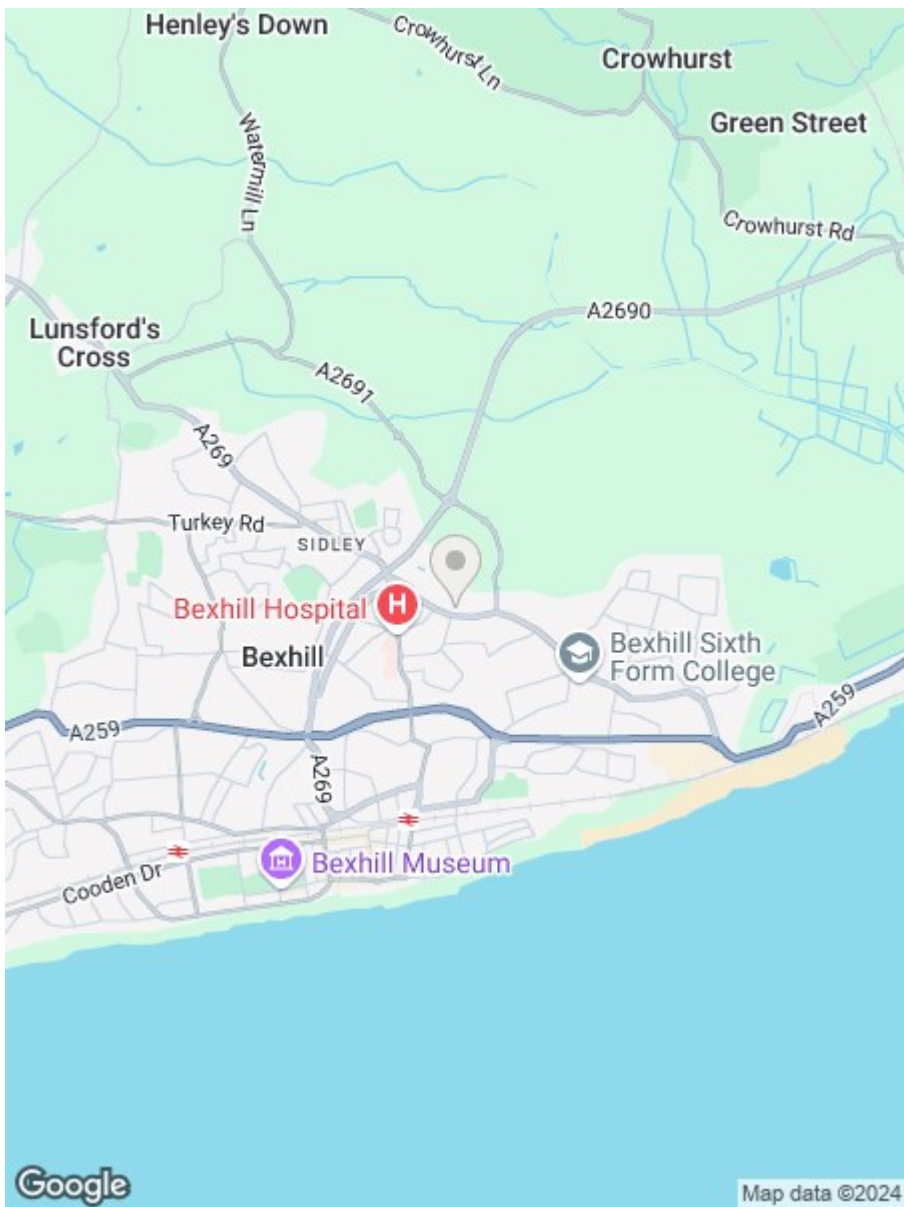 Henley's Down
Crowhurst Ln
Crowhurst
Green Street
Watermill Ln
Crowhurst Rd
A2690
Lunsford's
Cross
A2691
A269
Turkey Rd
SIDLEY
Bexhill Hospital
H
Bexhill
Bexhill Sixth
Form College
A259
A259
A269
Bexhill Museum
Cooden Dr
Google
Map data ©2024